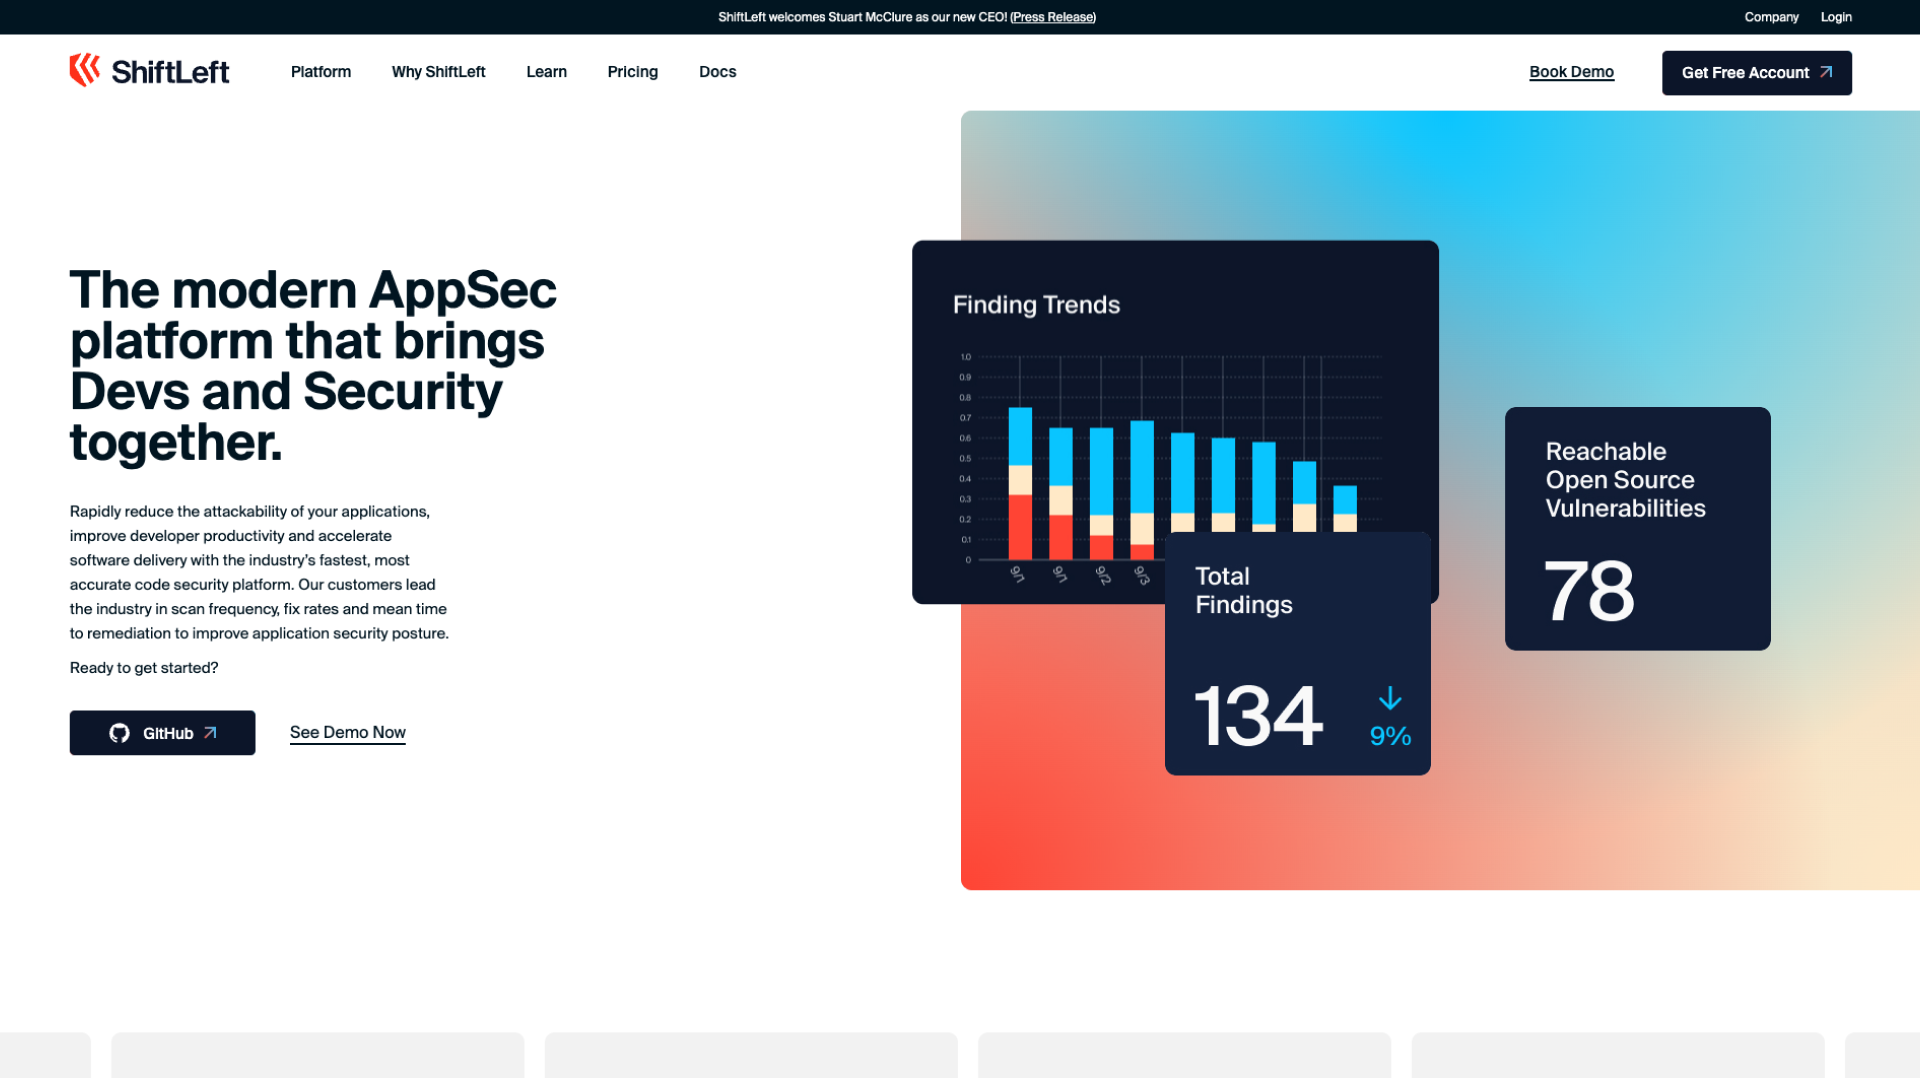 ShiftLeft welcomes Stuart McClure as our new CEO! (Press Release)
Company
Login
ShiftLeft
Platform
Why ShiftLeft
Learn
Pricing
Docs
Book Demo
Get Free Account
The modern AppSec
platform that brings
Devs and Security
together.
Rapidly reduce the attackability of your applications,
improve developer productivity and accelerate
software delivery with the industry's fastest, most
accurate code security platform. Our customers lead
the industry in scan frequency, fix rates and mean time
to remediation to improve application security posture.
Ready to get started?
GitHub
See Demo Now
Finding Trends
1.0
0.9
0.8
0.7
0.6
0.5
0.4
0.3
0.2
0.1
0
9/1
9/1
9/2
9/3
Total
Findings
134
9%
Reachable
Open Source
Vulnerabilities
78